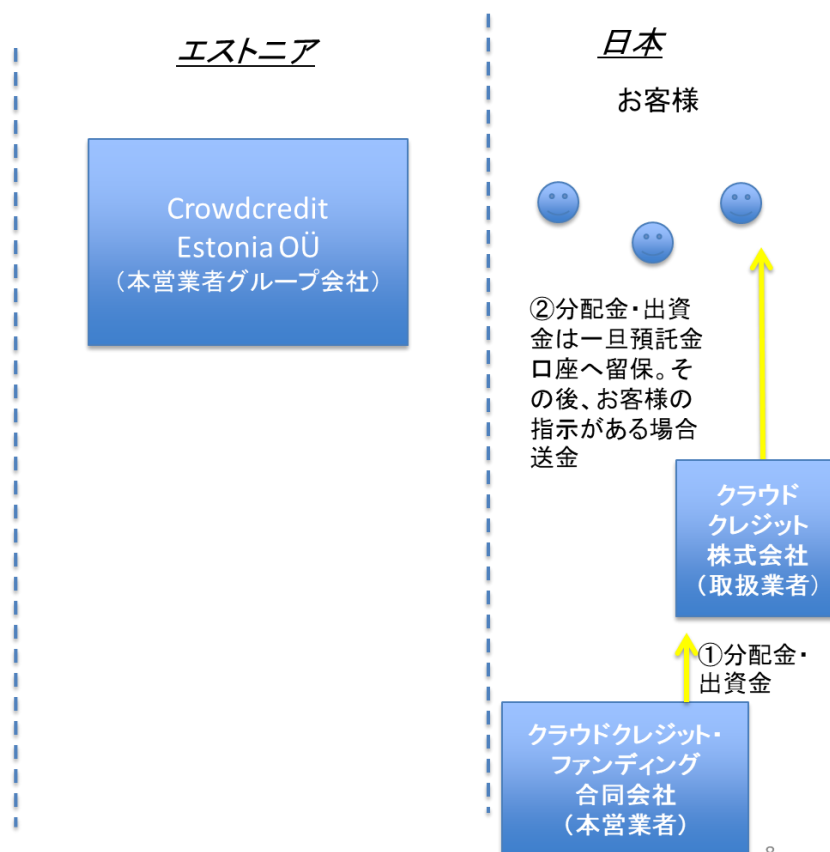 エストニア
日本
お客様
Crowdcredit
Estonia OÜ
（本営業者グループ会社）
②分配金・出資
金は一旦預託金
口座へ留保。そ
の後、お客様の
指示がある場合
送金
クラウド
クレジット
株式会社
（取扱業者）
①分配金・
出資金
クラウドクレジット・
ファンディング
合同会社
（本営業者）